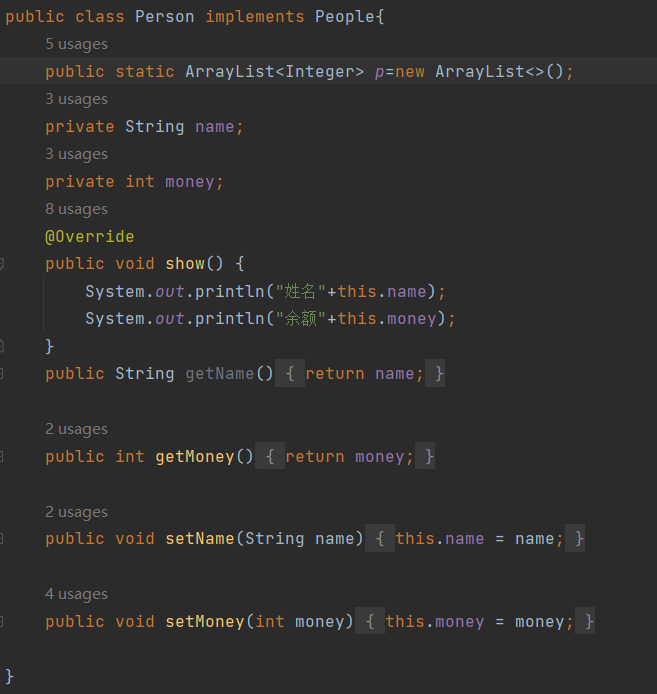 public class Person implements People{
5 usages
public static ArrayList<Integer> p=new ArrayList<>();
3 usages
private String name;
3 usages
private int money;
8 usages
@Override
public void show() {
System.out.println("姓名"+this.name);
System.out.println("余额"+this.money);
}
public String getName() { return name; }
2 usages
public int getMoney() { return money; }
2 usages
public void setName(String name) { this.name = name; }
4 usages
public void setMoney(int money) { this.money = money; }
}